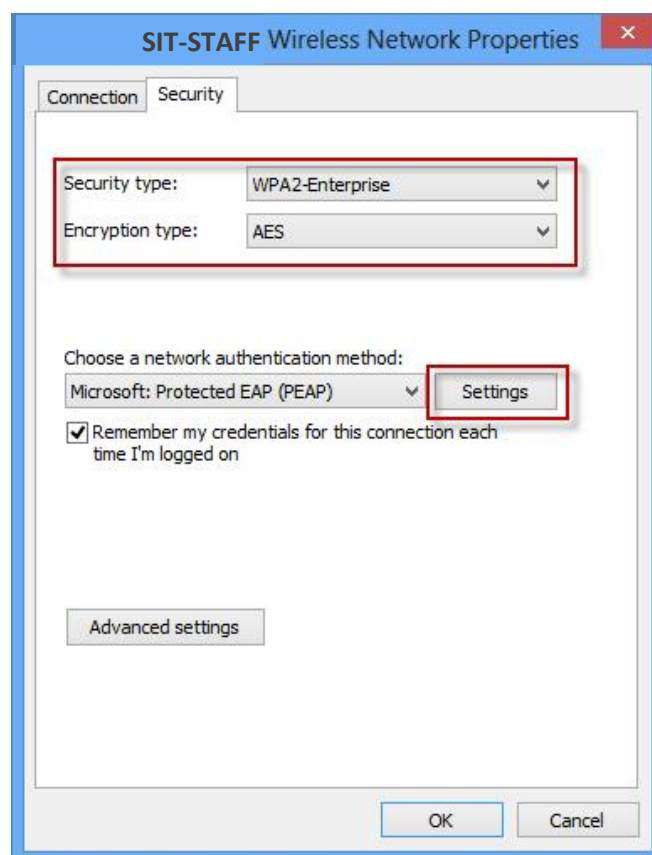 SIT-STAFF Wireless Network Properties
Connection Security
Security type: WPA2-Enterprise
Encryption type: AES
Choose a network authentication method:
Microsoft: Protected EAP (PEAP) Settings
Remember my credentials for this connection each
time I'm logged on
Advanced settings
OK Cancel